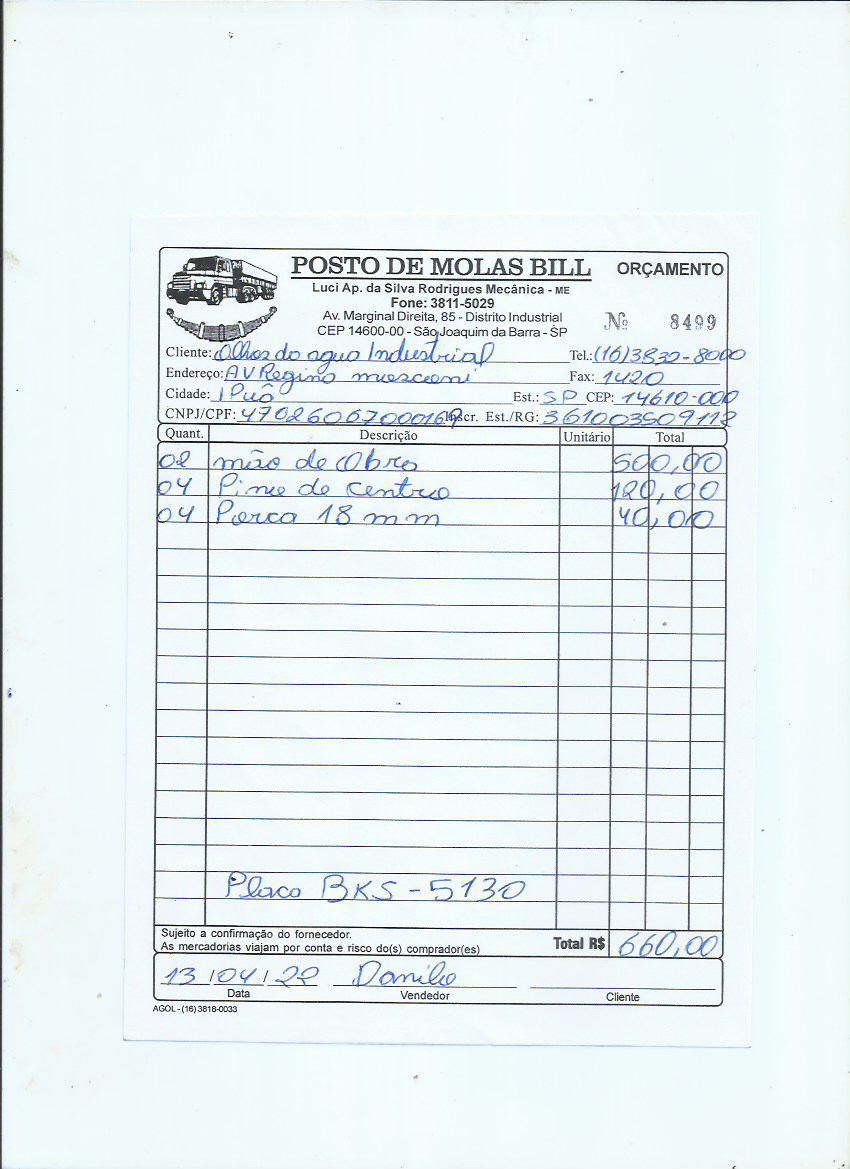 POSTO DE MOLAS BILL ORÇAMENTO
Luci Ap. da Silva Rodrigues Mecânica - ME
Fone: 3811-5029
Av. Marginal Direita, 85 - Distrito Industrial
CEP 14600-00 - São Joaquim da Barra - SP
Nº 8499
Cliente: Olhos do agua Industrial Tel.: (16)3830-8000
Endereço: AV Regina mosconi Fax: 1420
Cidade: IPuã Est.: SP CEP: 14610-000
CNPJ/CPF: 47026067000169 Inscr. Est./RG: 361003509112
Quant. Descrição Unitário Total
02 mão de Obra 500,00
04 Pino de centro 120,00
04 Porca 18 mm 40,00
Placa BKS - 5130
Sujeito a confirmação do fornecedor.
As mercadorias viajam por conta e risco do(s) comprador(es)
Total R$ 660,00
13 / 04 / 22 Danilo
Data Vendedor Cliente
AGOL - (16) 3818-0033